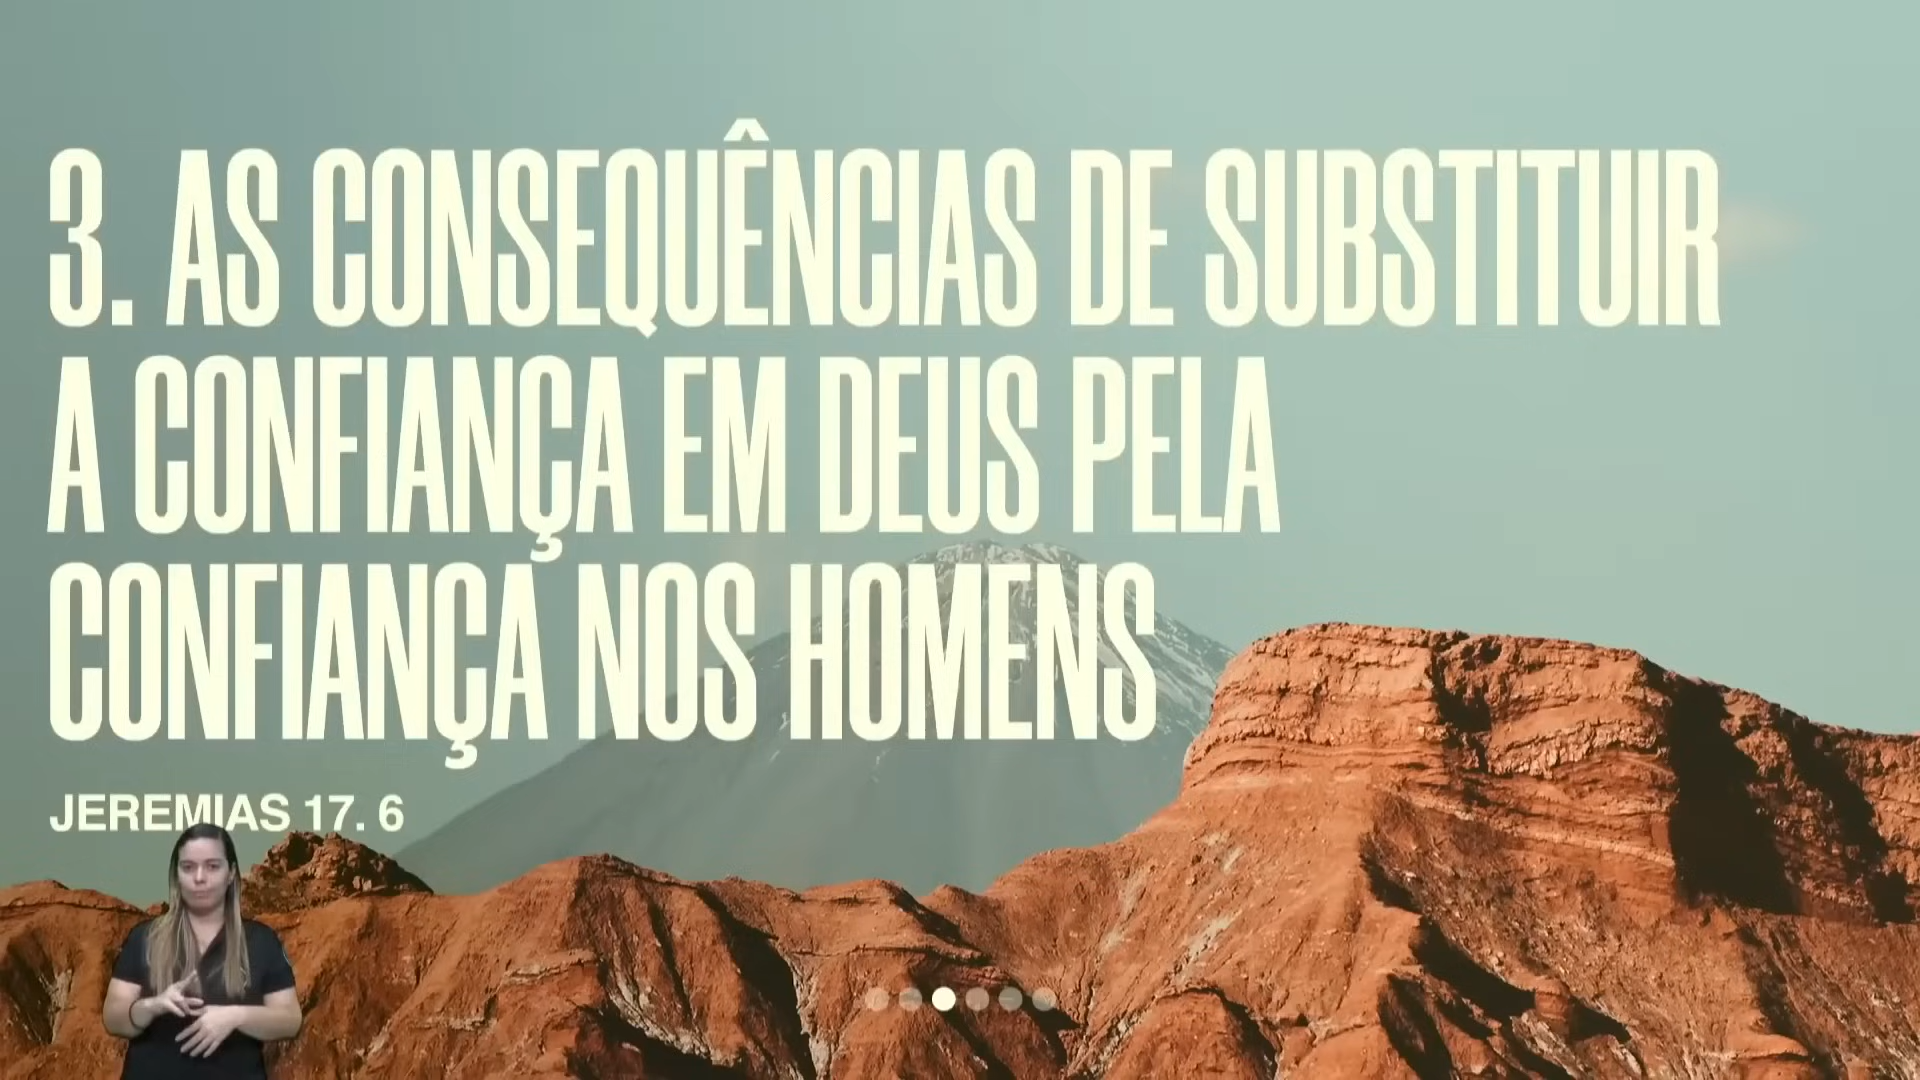 3. AS CONSEQUÊNCIAS DE SUBSTITUIR
A CONFIANÇA EM DEUS PELA
CONFIANÇA NOS HOMENS
JEREMIAS 17. 6